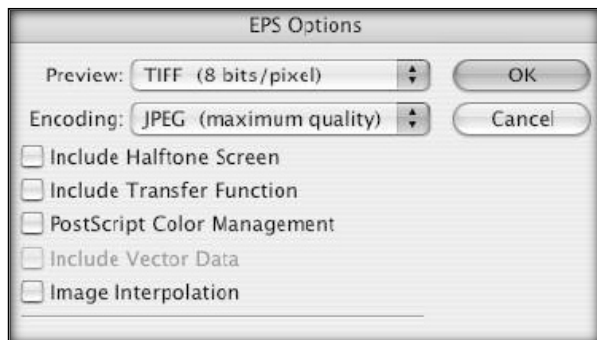 EPS Options
Preview: TIFF (8 bits/pixel) OK
Encoding: JPEG (maximum quality) Cancel
Include Halftone Screen
Include Transfer Function
PostScript Color Management
Include Vector Data
Image Interpolation